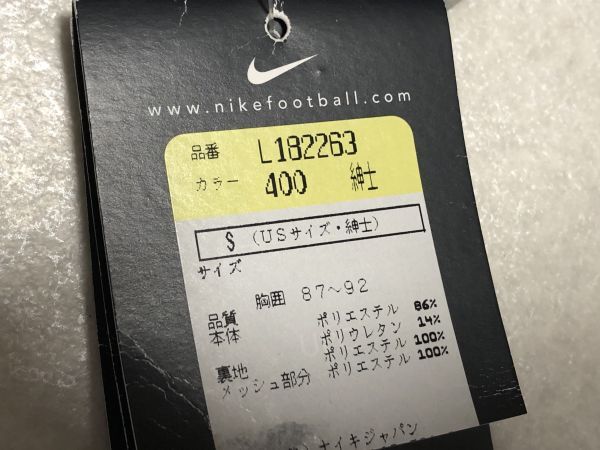 www.nikefootball.com
品番 L182263
カラー 400 紳士
S (USサイズ・紳士)
サイズ
胸囲 87~92
品質
本体 ポリエステル 86%
ポリウレタン 14%
裏地 ポリエステル 100%
メッシュ部分 ポリエステル 100%
ナイキジャパン